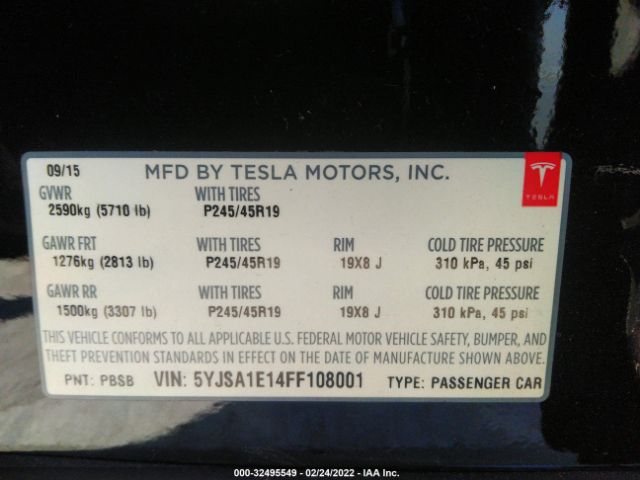 09/15 MFD BY TESLA MOTORS, INC.
TESLA
GVWR WITH TIRES
2590kg (5710 lb) P245/45R19
GAWR FRT WITH TIRES RIM COLD TIRE PRESSURE
1276kg (2813 lb) P245/45R19 19X8 J 310 kPa, 45 psi
GAWR RR WITH TIRES RIM COLD TIRE PRESSURE
1500kg (3307 lb) P245/45R19 19X8 J 310 kPa, 45 psi
THIS VEHICLE CONFORMS TO ALL APPLICABLE U.S. FEDERAL MOTOR VEHICLE SAFETY, BUMPER, AND
THEFT PREVENTION STANDARDS IN EFFECT ON THE DATE OF MANUFACTURE SHOWN ABOVE.
PNT: PBSB VIN: 5YJSA1E14FF108001 TYPE: PASSENGER CAR
000-32495549 - 02/24/2022 - IAA Inc.